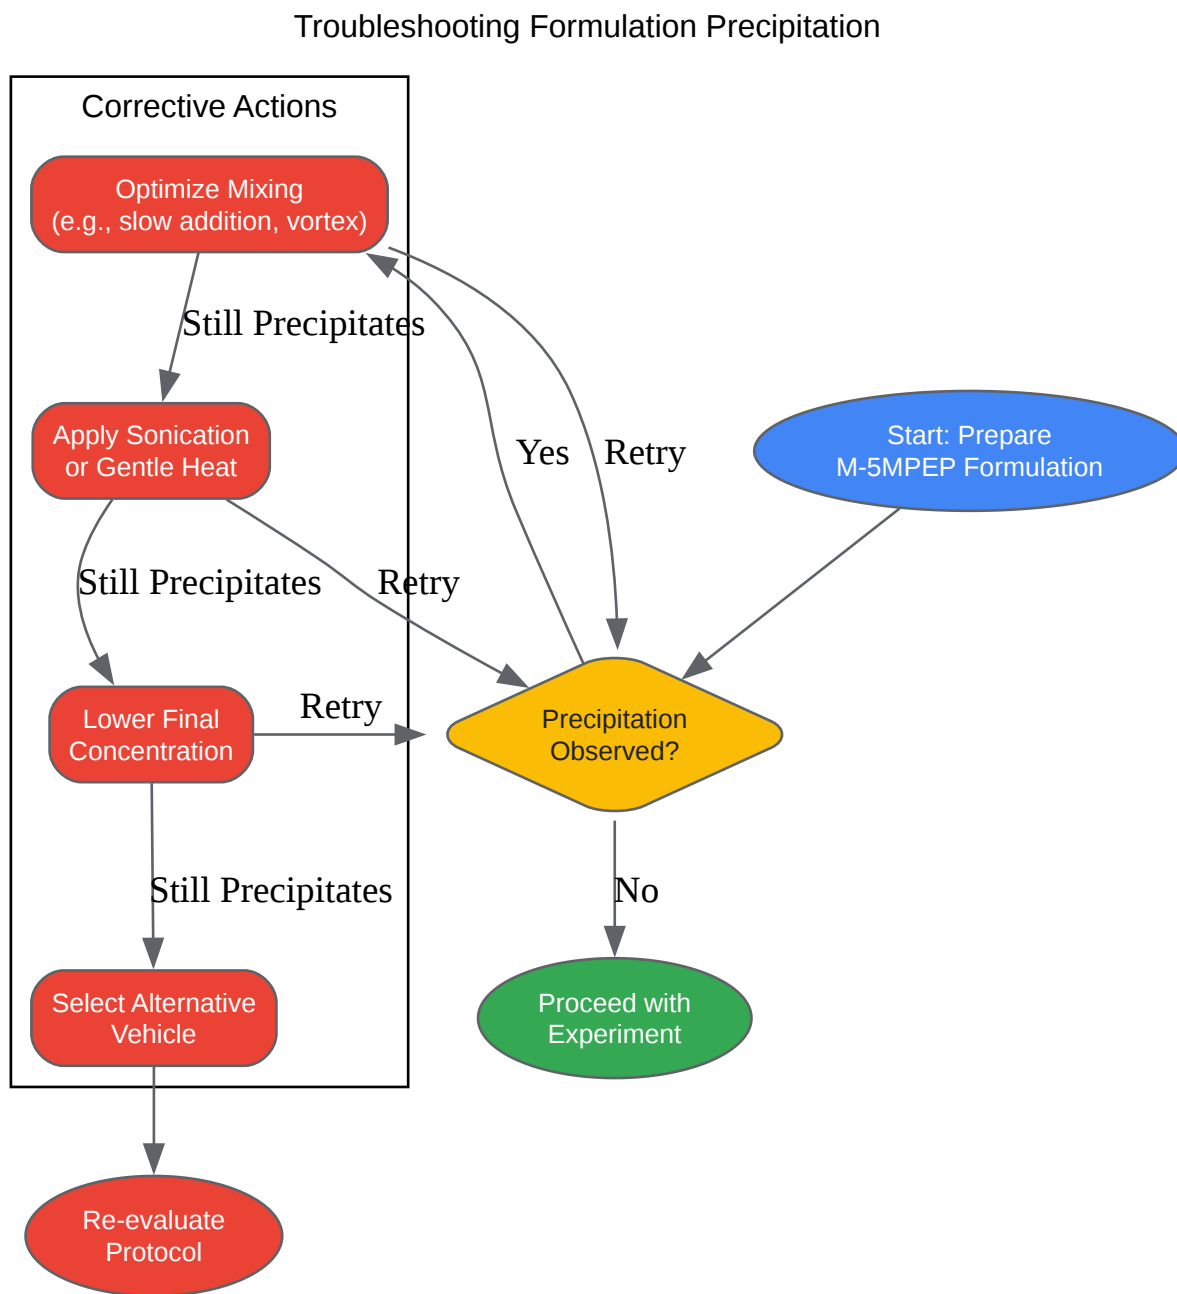 Troubleshooting Formulation Precipitation
Corrective Actions
Optimize Mixing
(e.g., slow addition, vortex)
Still Precipitates
Apply Sonication
or Gentle Heat
Yes
Retry
Start: Prepare
M-5MPEP Formulation
Still Precipitates
Retry
Lower Final
Concentration
Retry
Precipitation
Observed?
Still Precipitates
No
Select Alternative
Vehicle
Proceed with
Experiment
Re-evaluate
Protocol